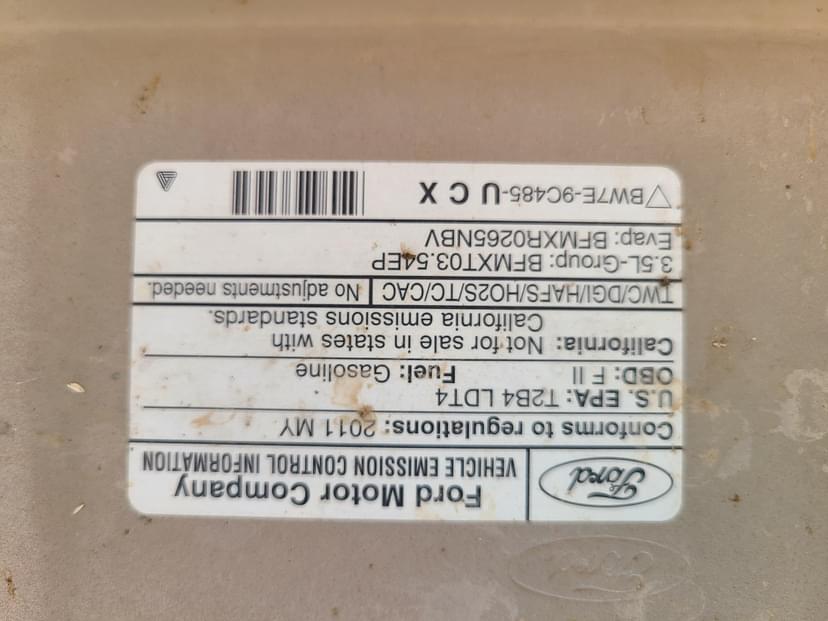 Ford
Ford Motor Company
VEHICLE EMISSION CONTROL INFORMATION
Conforms to regulations: 2011 MY
U.S. EPA: T2B4 LDT4
OBD: F II Fuel: Gasoline
California: Not for sale in states with
California emissions standards.
TWC/DGI/HAFS/HO2S/TC/CAC No adjustments needed.
3.5L-Group: BFMXT03.54EP
Evap: BFMXR0265NBV
BW7E-9C485-U C X
Ford